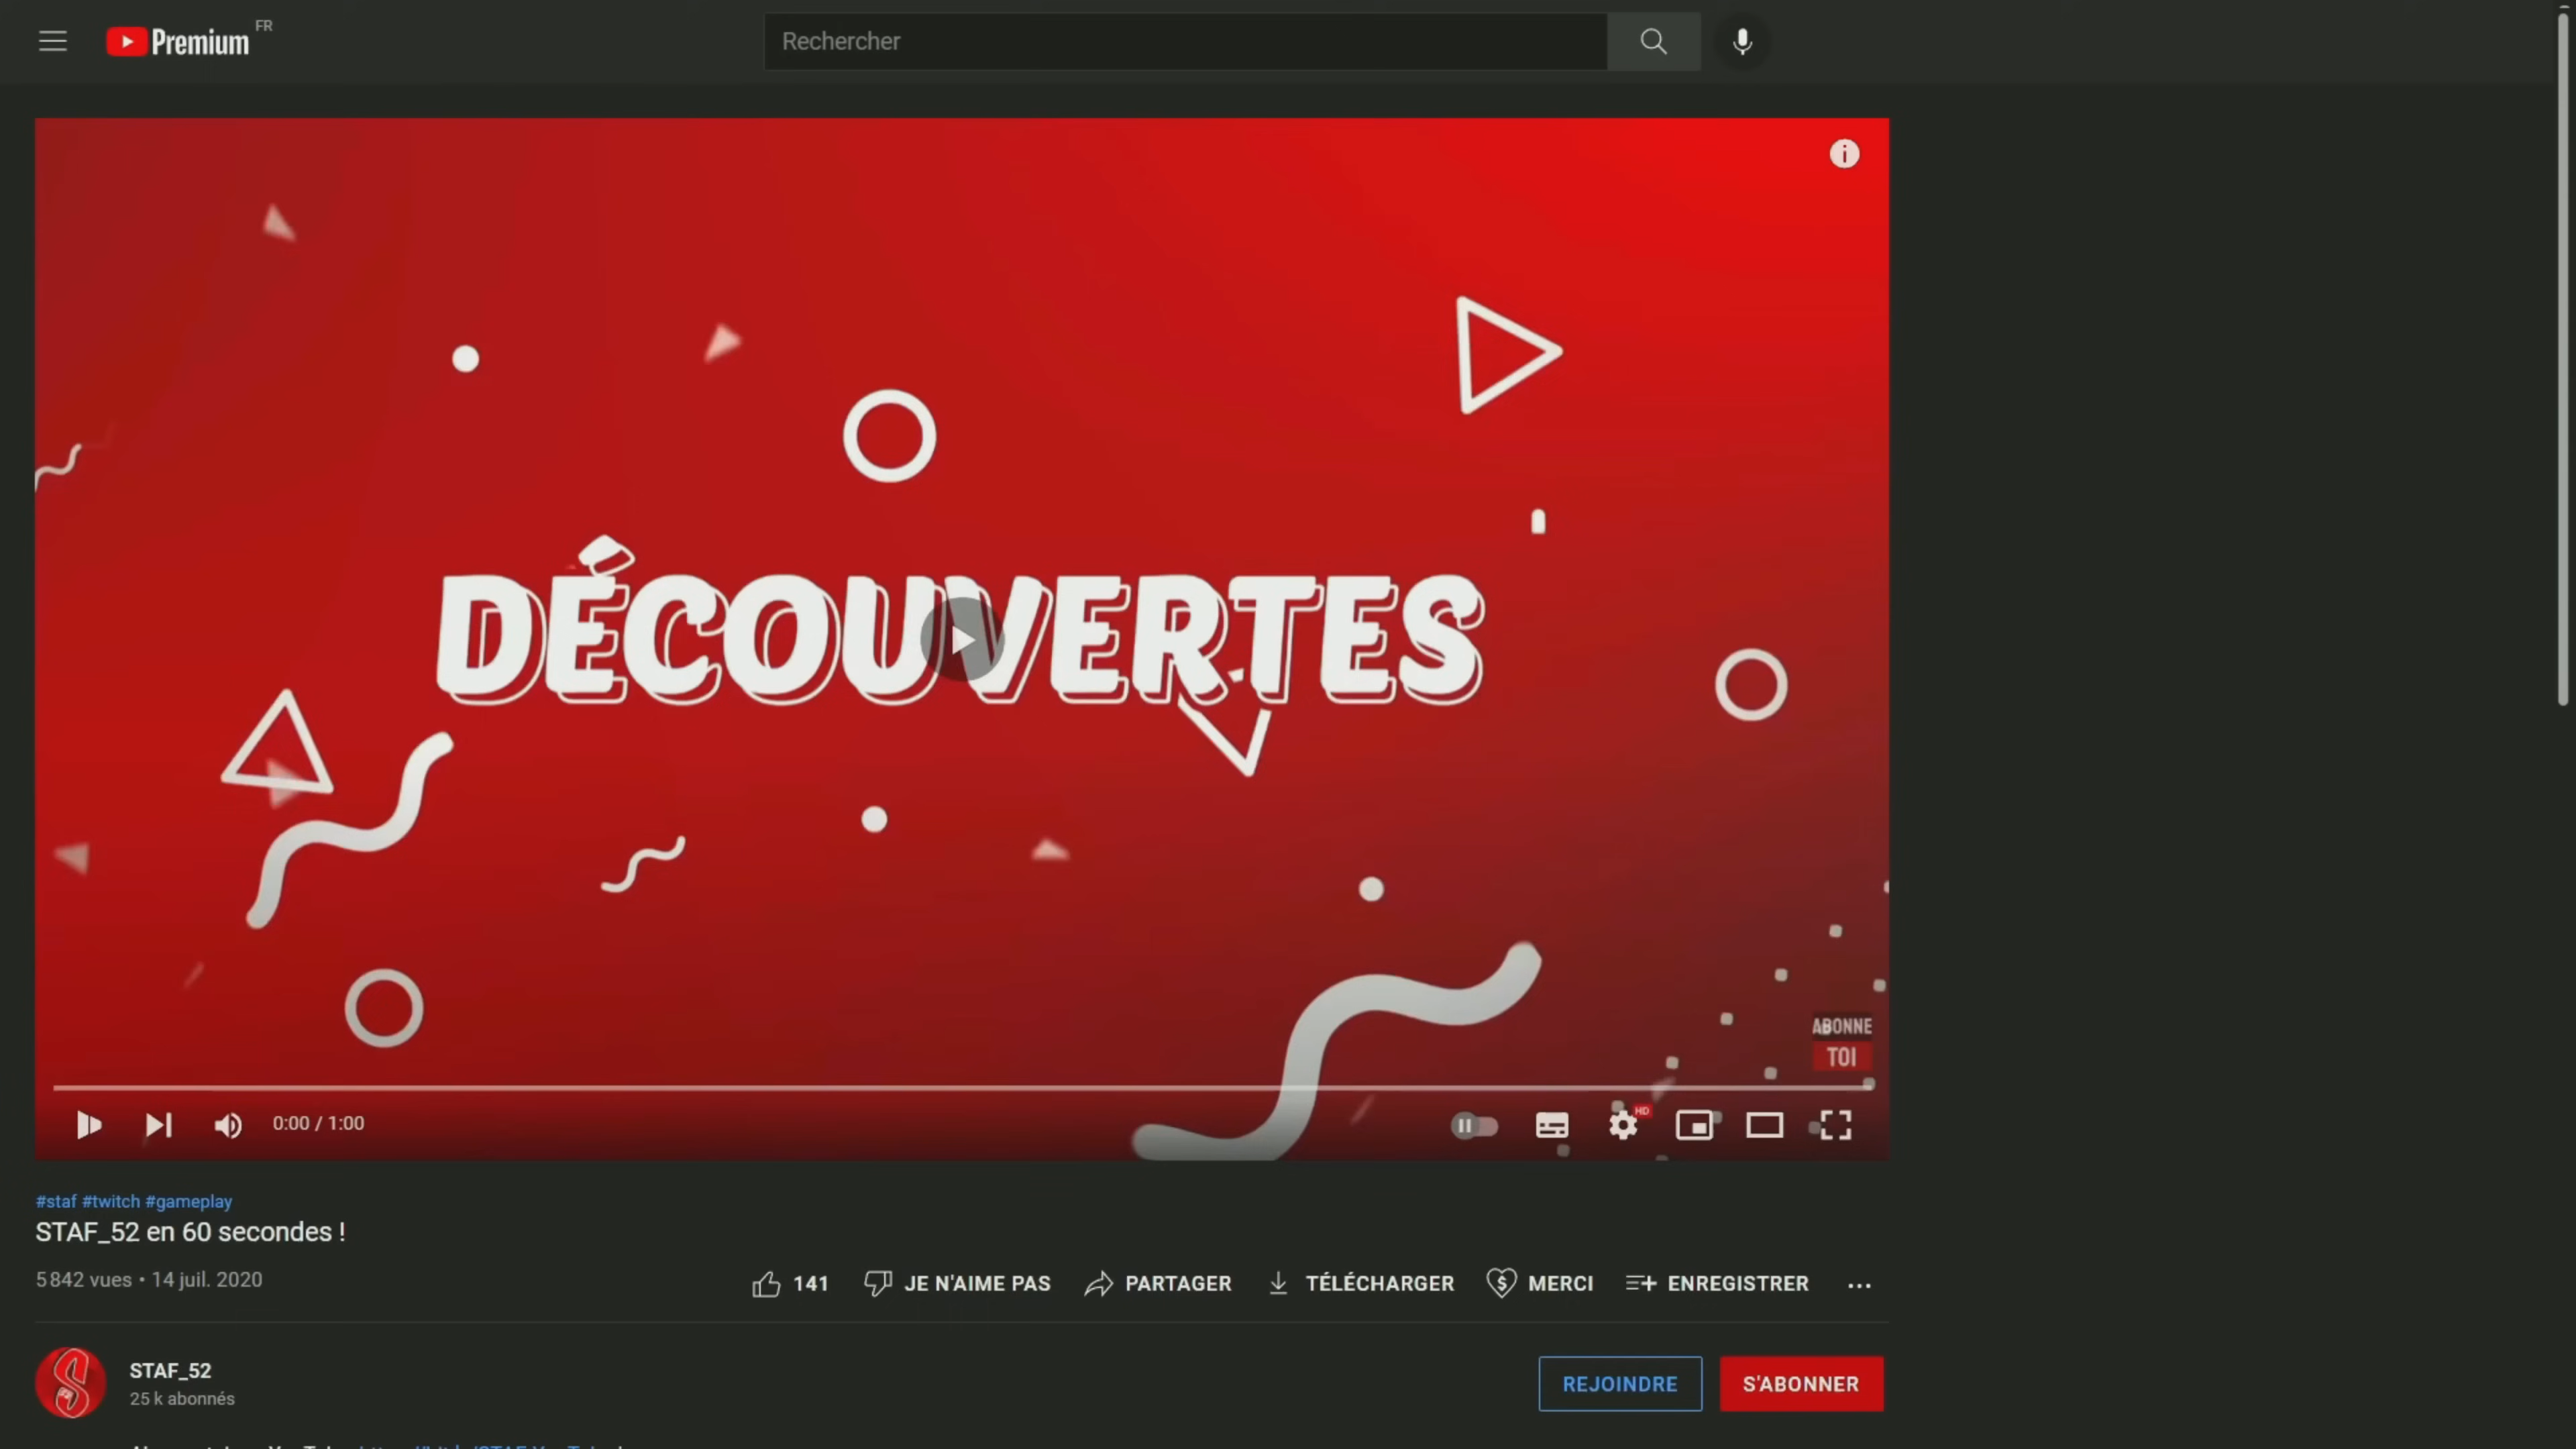 Premium FR
Rechercher
DÉCOUVERTES
ABONNE
TOI
0:00 / 1:00
HD
#staf #twitch #gameplay
STAF_52 en 60 secondes !
5 842 vues • 14 juil. 2020
141 JE N'AIME PAS PARTAGER TÉLÉCHARGER MERCI ENREGISTRER
STAF_52
25 k abonnés
REJOINDRE S'ABONNER